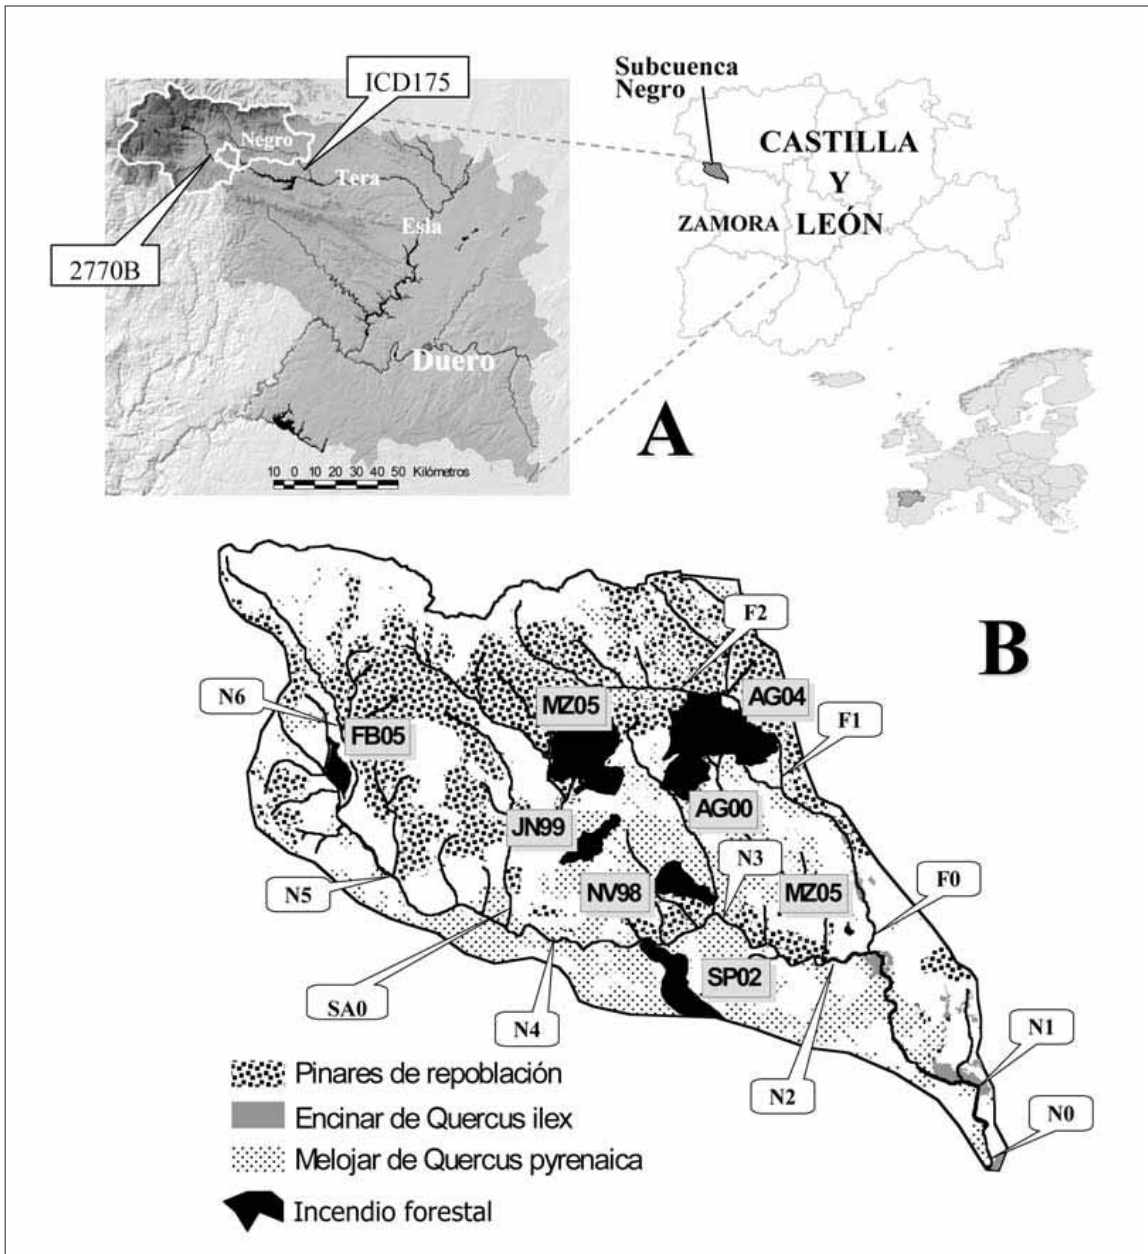 ICD175
Subcuenca
Negro
Negro
CASTILLA
Y
LEÓN
Tera
ZAMORA
Esla
2770B
Duero
A
10 0 10 20 30 40 50 Kilómetros
B
F2
N6
MZ05
AG04
FB05
F1
JN99
AG00
N3
N5
NV98
MZ05
F0
SA0
SP02
N4
N1
N2
N0
Pinares de repoblación
Encinar de Quercus ilex
Melojar de Quercus pyrenaica
Incendio forestal